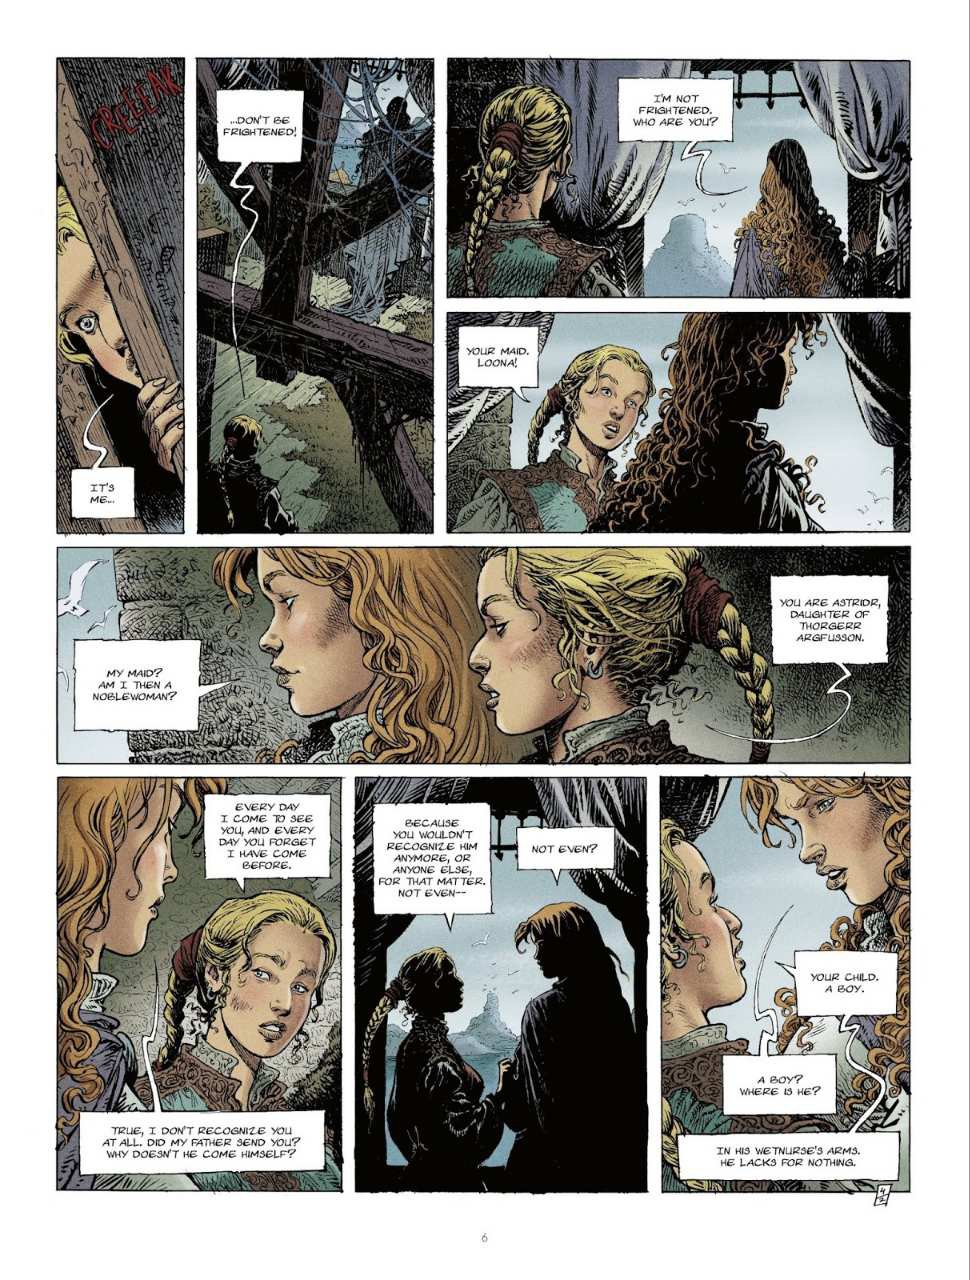 CREEEAK
IT'S
ME...
...DON'T BE
FRIGHTENED!
I'M NOT
FRIGHTENED.
WHO ARE YOU?
YOUR MAID.
LOONA!
MY MAID?
AM I THEN A
NOBLEWOMAN?
YOU ARE ASTRIDR,
DAUGHTER OF
THORGERR
ARGFUSSON.
EVERY DAY
I COME TO SEE
YOU, AND EVERY
DAY YOU FORGET
I HAVE COME
BEFORE.
TRUE, I DON'T RECOGNIZE YOU
AT ALL. DID MY FATHER SEND YOU?
WHY DOESN'T HE COME HIMSELF?
BECAUSE
YOU WOULDN'T
RECOGNIZE HIM
ANYMORE, OR
ANYONE ELSE,
FOR THAT MATTER.
NOT EVEN--
NOT EVEN?
YOUR CHILD.
A BOY.
A BOY?
WHERE IS HE?
IN HIS WETNURSE'S ARMS.
HE LACKS FOR NOTHING.
4
2
6